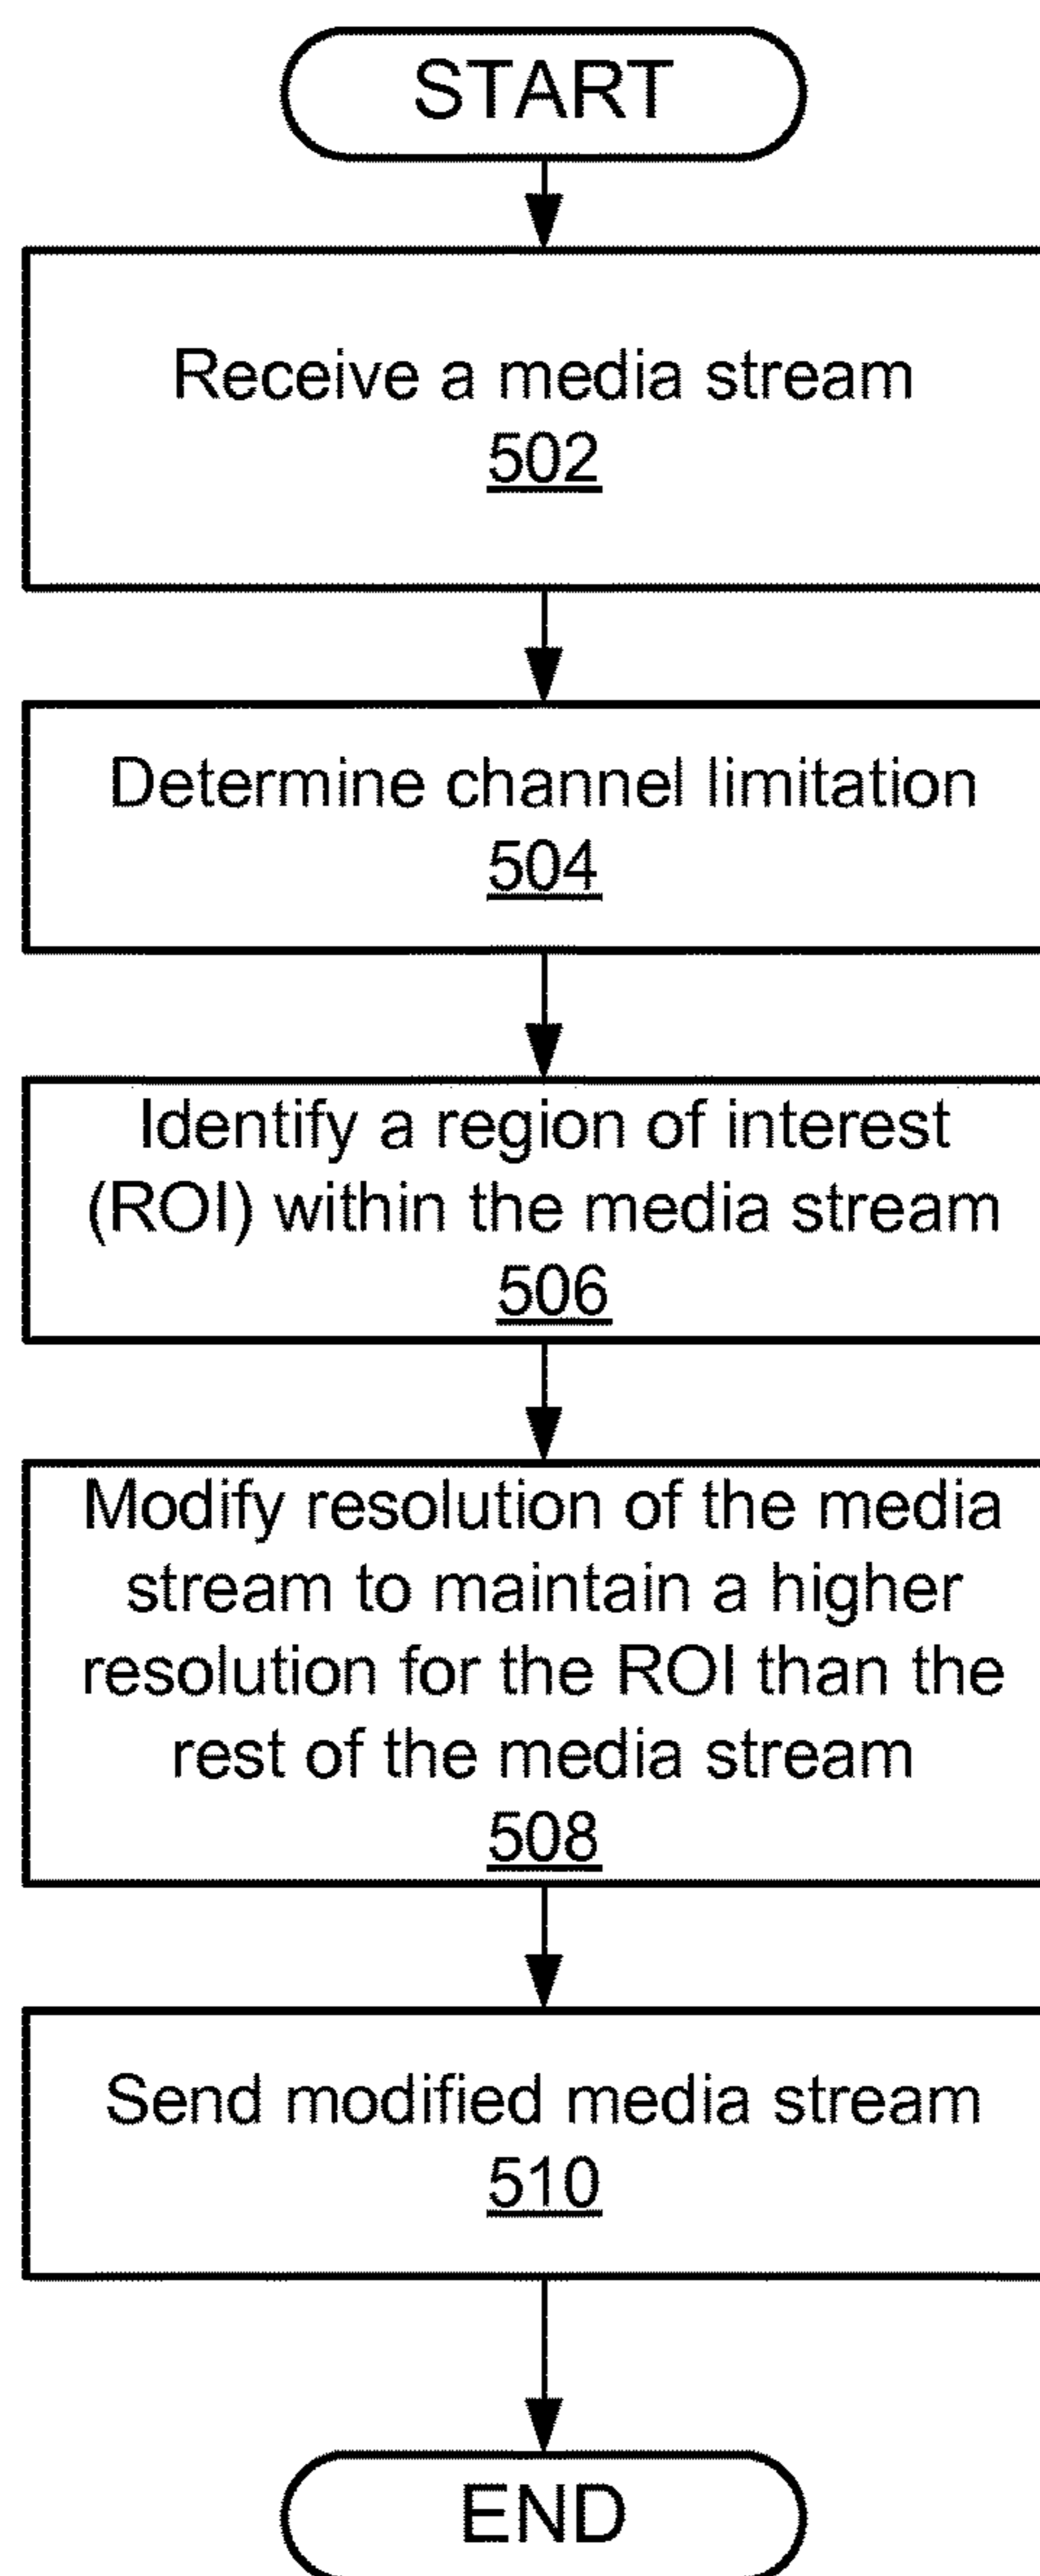 START
Receive a media stream
502
Determine channel limitation
504
Identify a region of interest
(ROI) within the media stream
506
Modify resolution of the media
stream to maintain a higher
resolution for the ROI than the
rest of the media stream
508
Send modified media stream
510
END